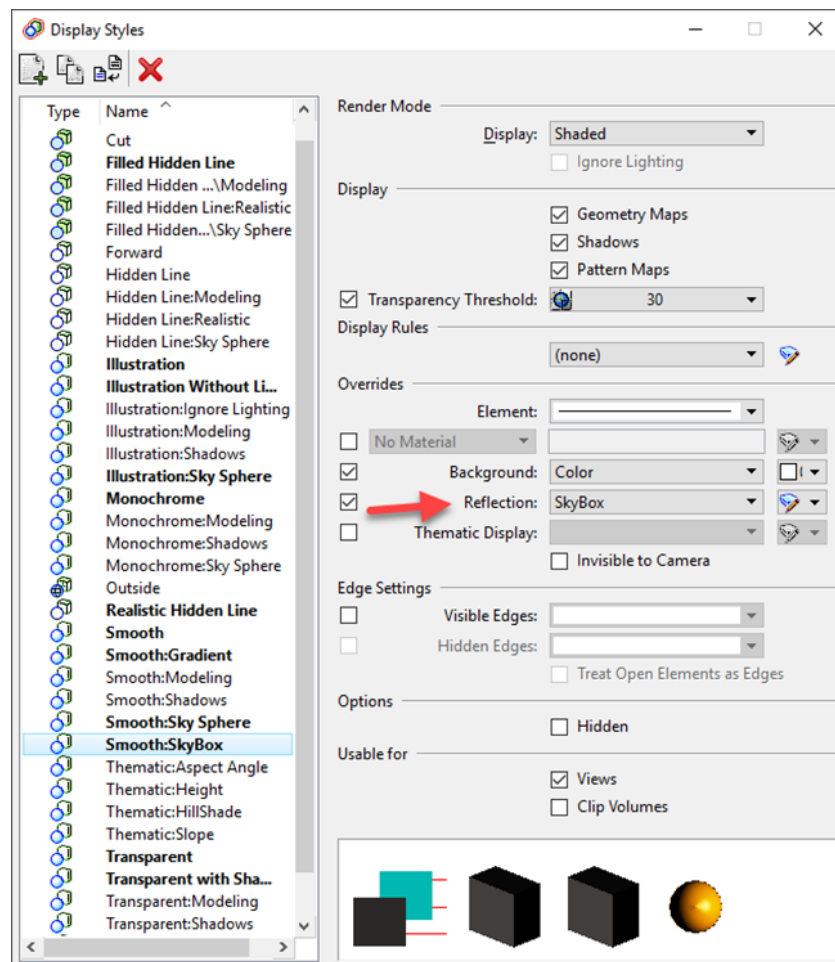 Display Styles
Type Name
Cut
Filled Hidden Line
Filled Hidden ...\Modeling
Filled Hidden Line:Realistic
Filled Hidden...\Sky Sphere
Forward
Hidden Line
Hidden Line:Modeling
Hidden Line:Realistic
Hidden Line:Sky Sphere
Illustration
Illustration Without Li...
Illustration:Ignore Lighting
Illustration:Modeling
Illustration:Shadows
Illustration:Sky Sphere
Monochrome
Monochrome:Modeling
Monochrome:Shadows
Monochrome:Sky Sphere
Outside
Realistic Hidden Line
Smooth
Smooth:Gradient
Smooth:Modeling
Smooth:Shadows
Smooth:Sky Sphere
Smooth:SkyBox
Thematic:Aspect Angle
Thematic:Height
Thematic:HillShade
Thematic:Slope
Transparent
Transparent with Sha...
Transparent:Modeling
Transparent:Shadows
Render Mode
Display: Shaded
Ignore Lighting
Display
Geometry Maps
Shadows
Pattern Maps
Transparency Threshold: 30
Display Rules
(none)
Overrides
Element:
No Material
Background: Color
Reflection: SkyBox
Thematic Display:
Invisible to Camera
Edge Settings
Visible Edges:
Hidden Edges:
Treat Open Elements as Edges
Options
Hidden
Usable for
Views
Clip Volumes